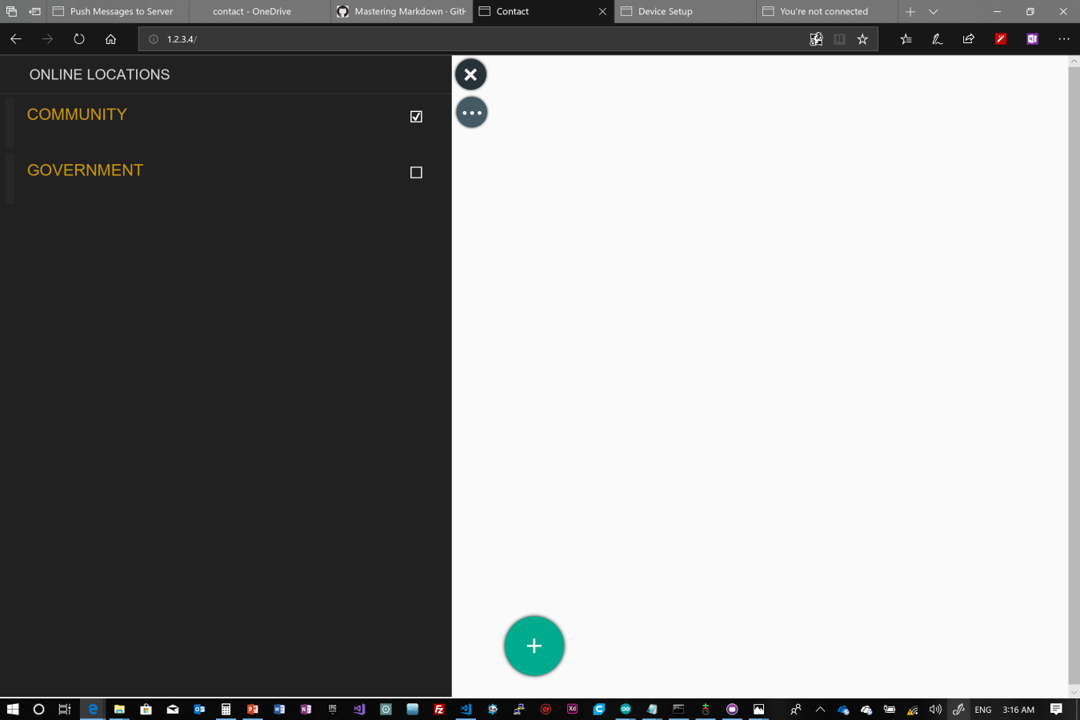 Push Messages to Server
contact - OneDrive
Mastering Markdown · GitH
Contact
Device Setup
You're not connected
1.2.3.4/
ONLINE LOCATIONS
COMMUNITY
GOVERNMENT
ENG
3:16 AM